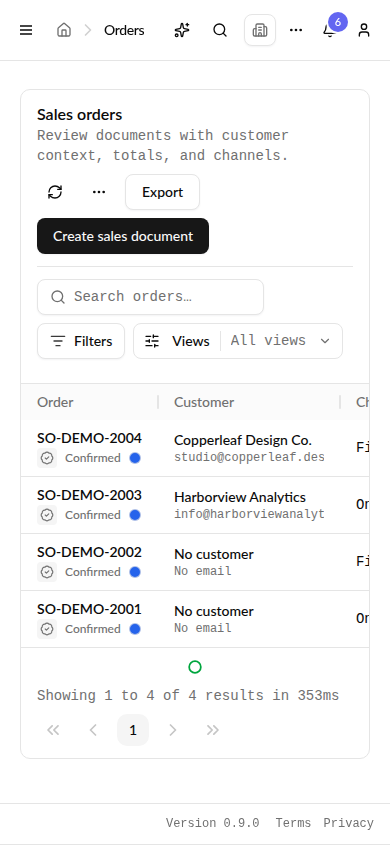 Orders
6
Sales orders
Review documents with customer
context, totals, and channels.
Export
Create sales document
Search orders…
Filters
Views
All views
Order
Customer
SO-DEMO-2004
Confirmed
Copperleaf Design Co.
studio@copperleaf.des
SO-DEMO-2003
Confirmed
Harborview Analytics
info@harborviewanalyt
SO-DEMO-2002
Confirmed
No customer
No email
SO-DEMO-2001
Confirmed
No customer
No email
Showing 1 to 4 of 4 results in 353ms
1
Version 0.9.0
Terms
Privacy